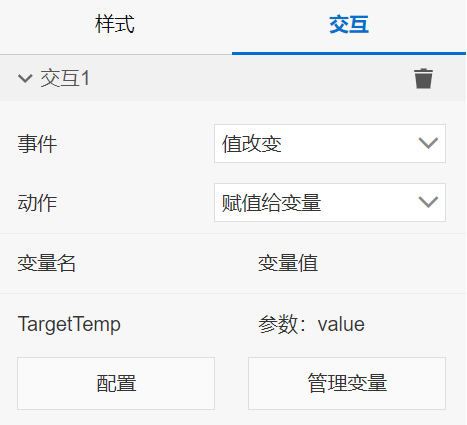 样式 交互
交互1
事件 值改变
动作 赋值给变量
变量名 变量值
TargetTemp 参数：value
配置 管理变量